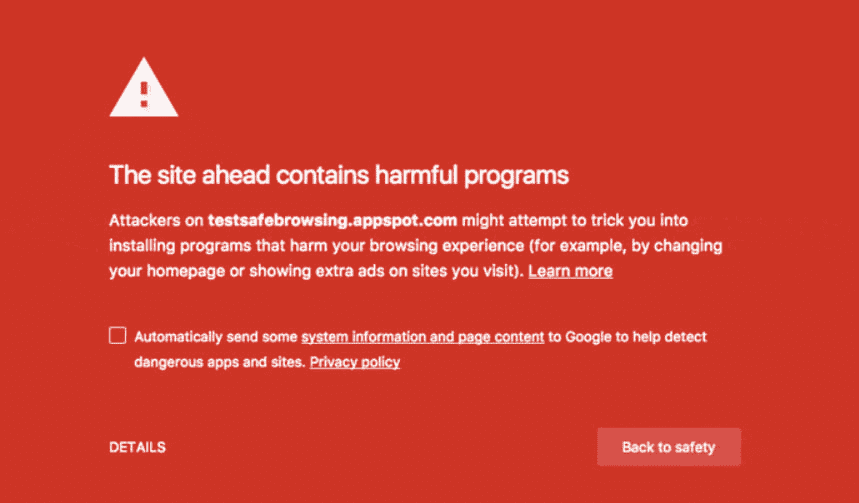 The site ahead contains harmful programs
Attackers on testsafebrowsing.appspot.com might attempt to trick you into
installing programs that harm your browsing experience (for example, by changing
your homepage or showing extra ads on sites you visit). Learn more
Automatically send some system information and page content to Google to help detect
dangerous apps and sites. Privacy policy
DETAILS
Back to safety